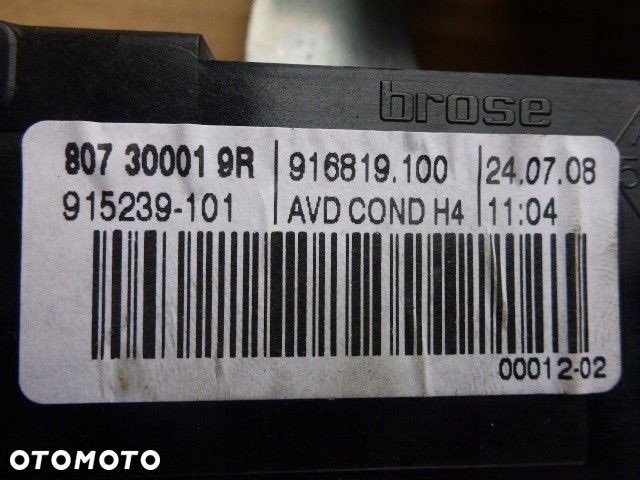 brose
807 30001 9R 916819.100 24.07.08
915239-101 AVD COND H4 11:04
00012-02
OTOMOTO